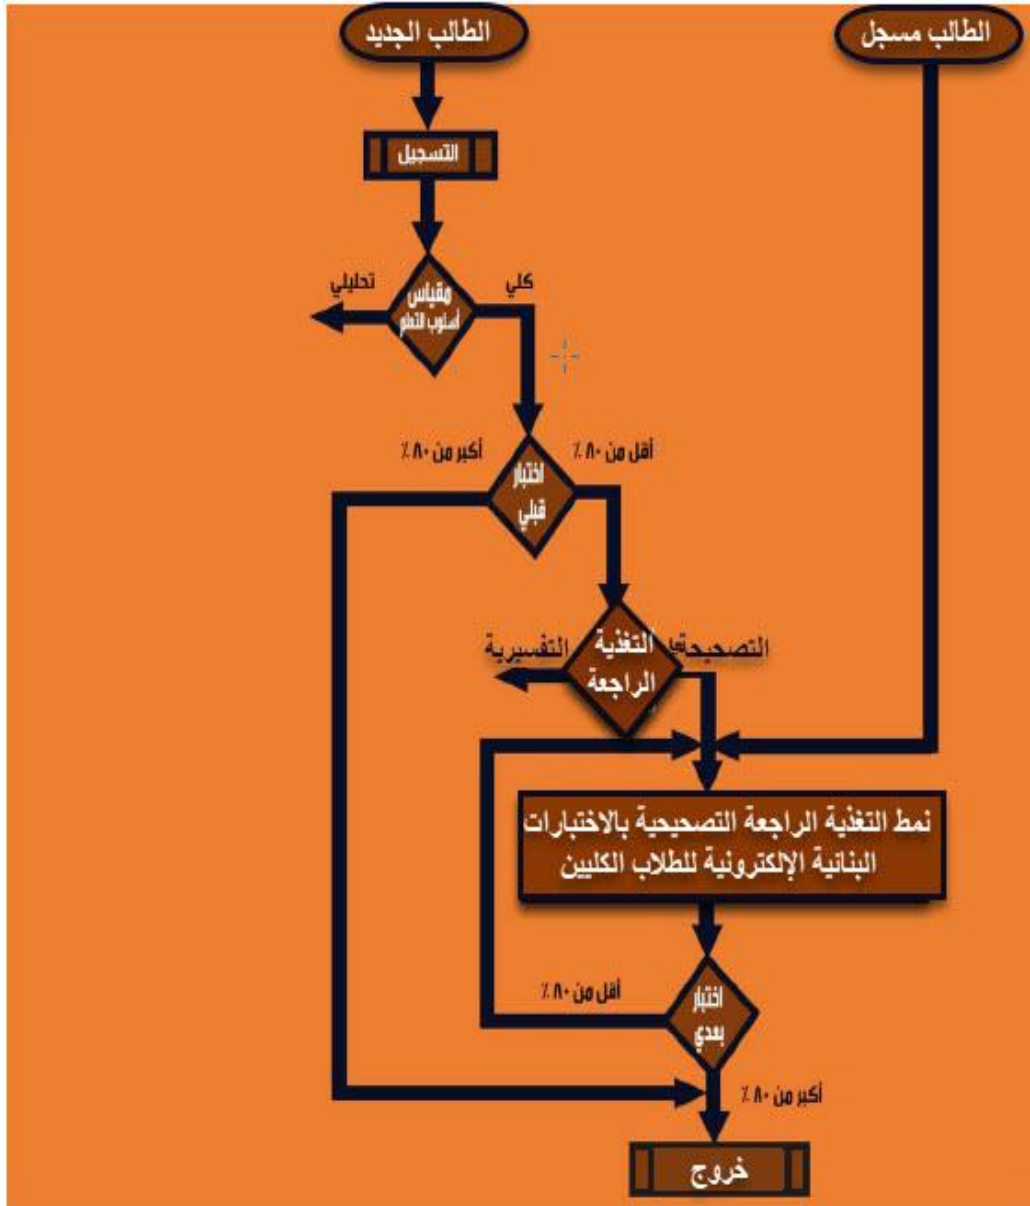 الطالب مسجل
الطالب الجديد
التسجيل
مقياس
أسلوب التعلم
كلي
تحليلي
أقل من ٨٠ ٪
أكبر من ٨٠ ٪
اختبار
قبلي
التغذية
الراجعة
التصحيحة
التفسيرية
نمط التغذية الراجعة التصحيحية بالاختبارات
البنائية الإلكترونية للطلاب الكليين
اختبار
بعدي
أقل من ٨٠ ٪
أكبر من ٨٠ ٪
خروج